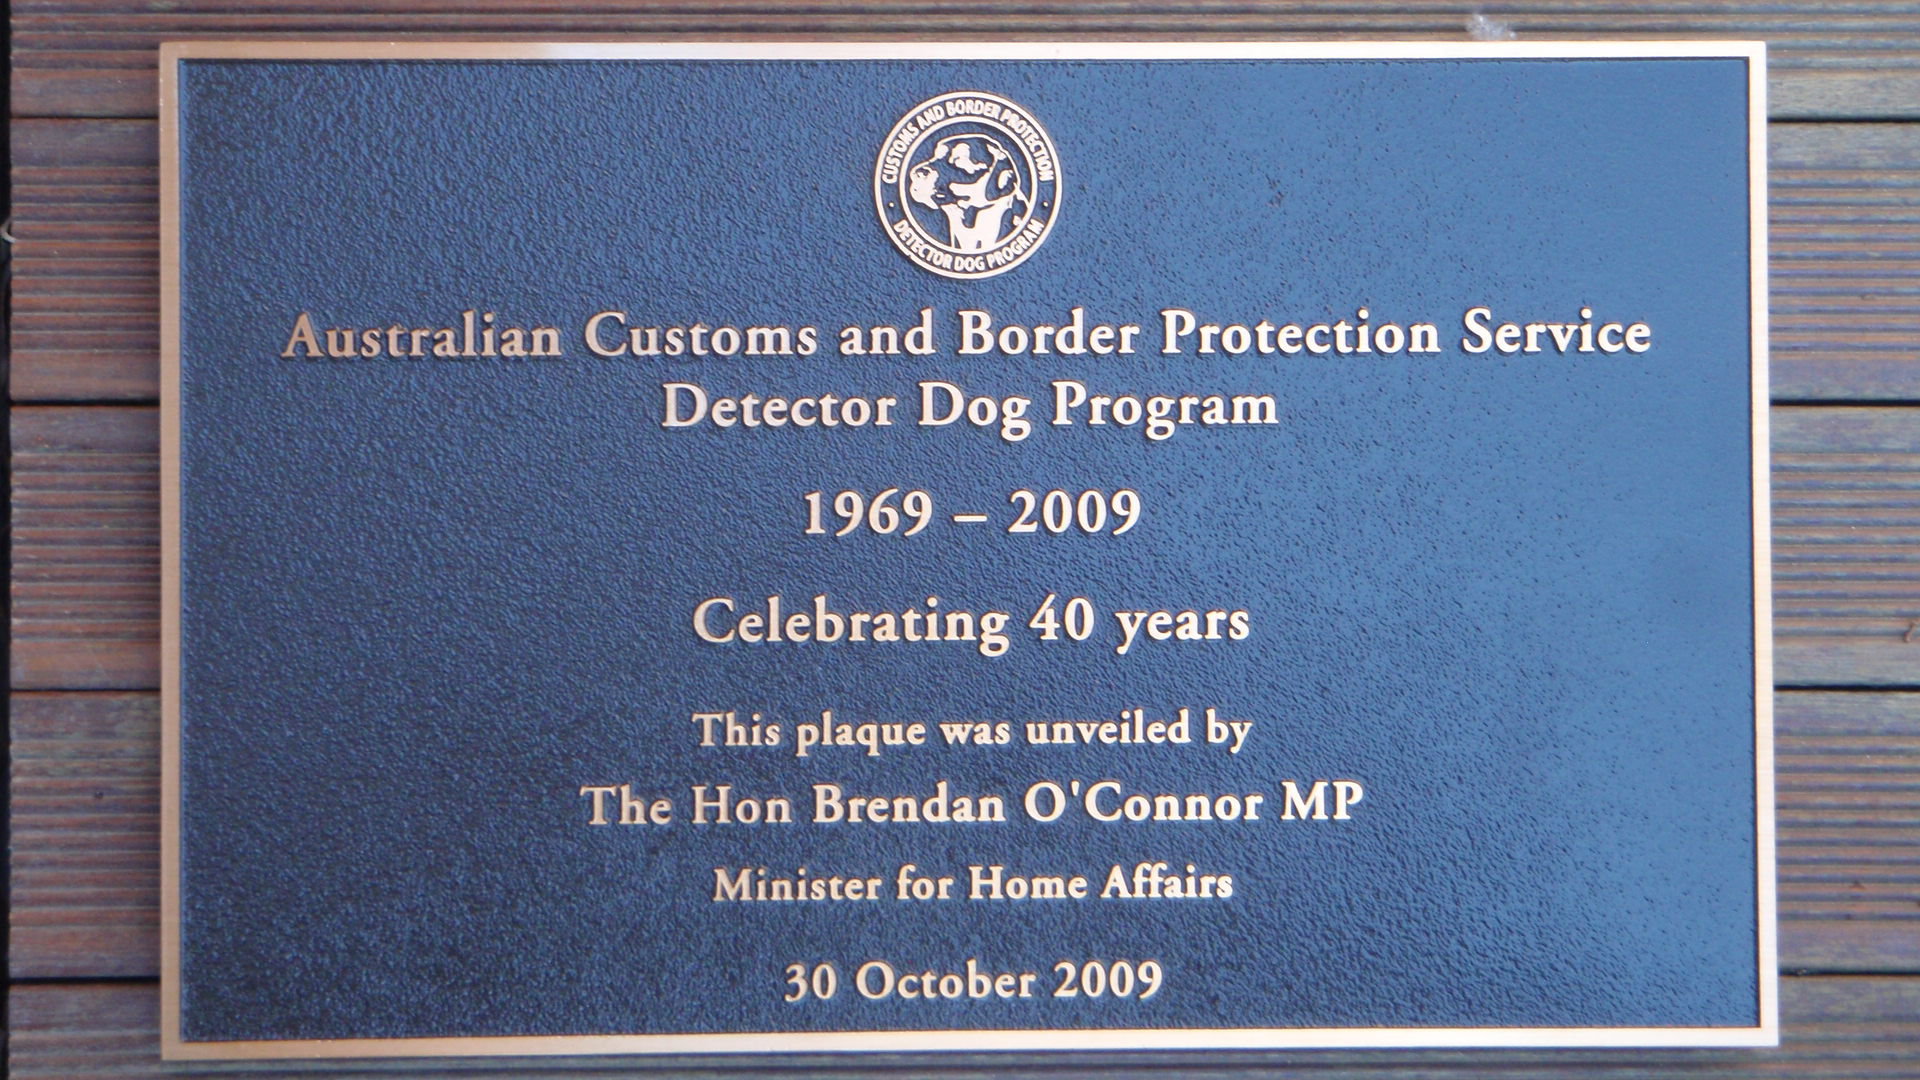 CUSTOMS AND BORDER PROTECTION
DETECTOR DOG PROGRAM
Australian Customs and Border Protection Service
Detector Dog Program
1969 – 2009
Celebrating 40 years
This plaque was unveiled by
The Hon Brendan O'Connor MP
Minister for Home Affairs
30 October 2009